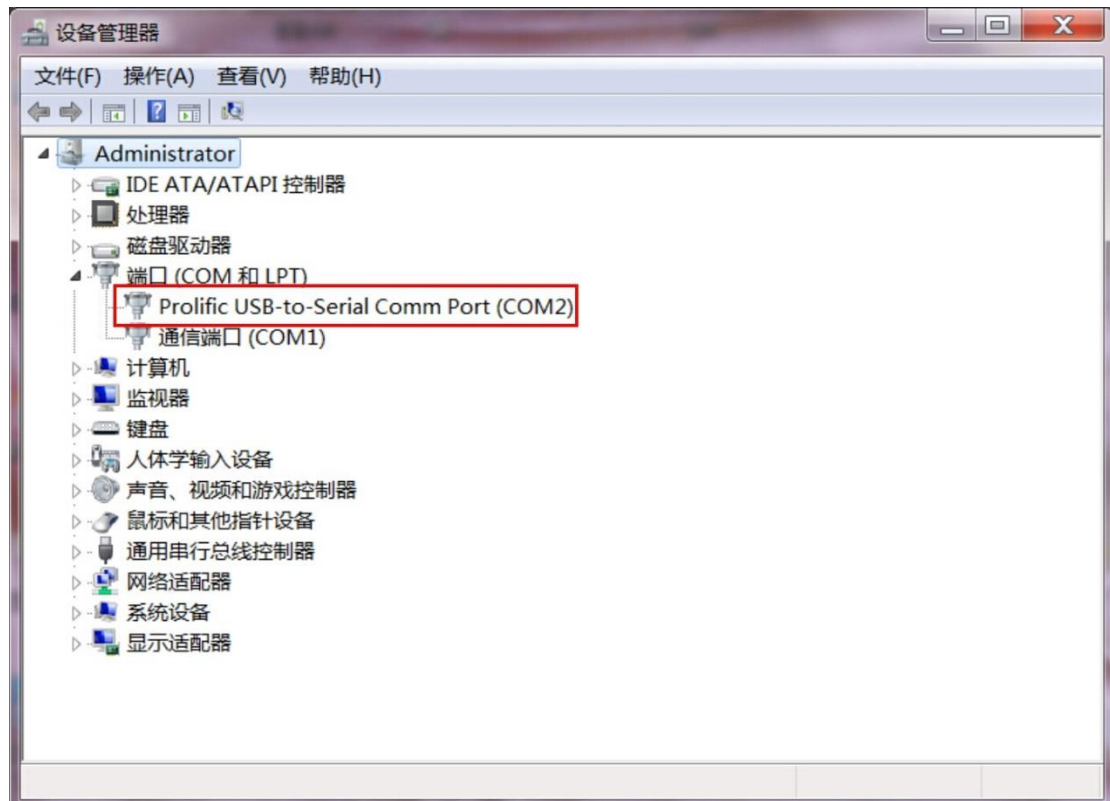 设备管理器
文件(F) 操作(A) 查看(V) 帮助(H)
Administrator
IDE ATA/ATAPI 控制器
处理器
磁盘驱动器
端口 (COM 和 LPT)
Prolific USB-to-Serial Comm Port (COM2)
通信端口 (COM1)
计算机
监视器
键盘
人体学输入设备
声音、视频和游戏控制器
鼠标和其他指针设备
通用串行总线控制器
网络适配器
系统设备
显示适配器